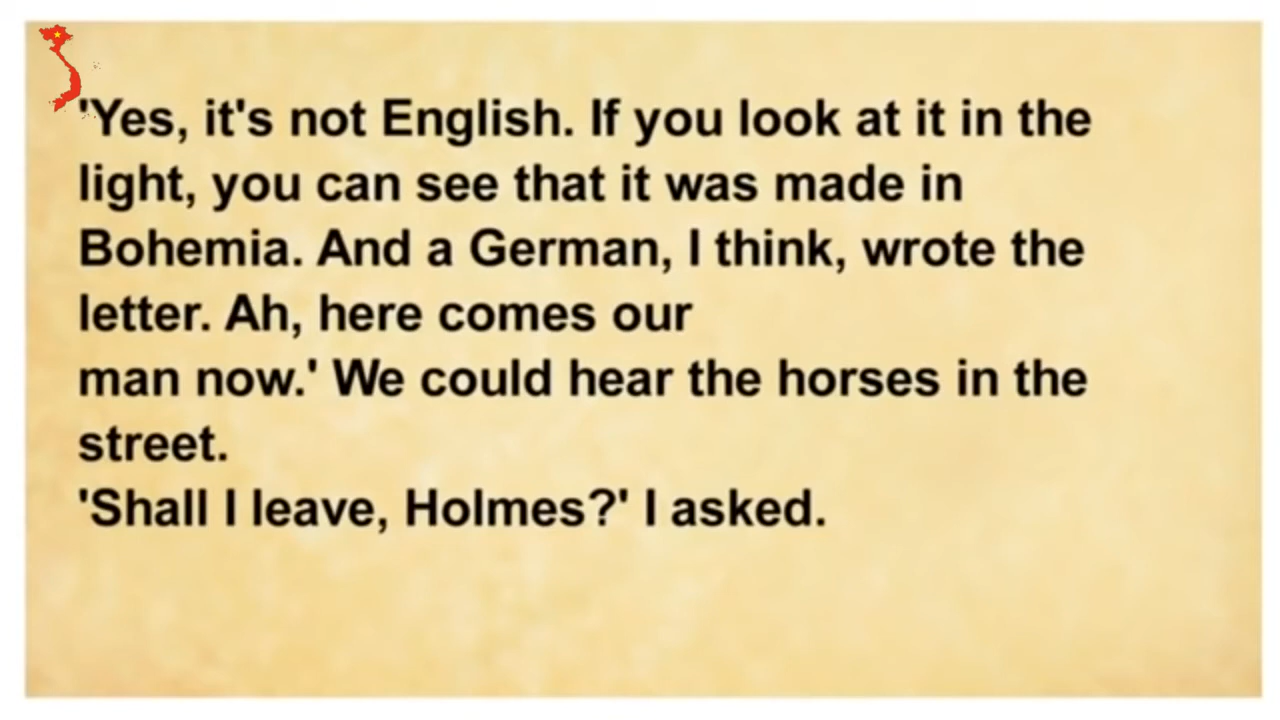 'Yes, it's not English. If you look at it in the
light, you can see that it was made in
Bohemia. And a German, I think, wrote the
letter. Ah, here comes our
man now.' We could hear the horses in the
street.
'Shall I leave, Holmes?' I asked.